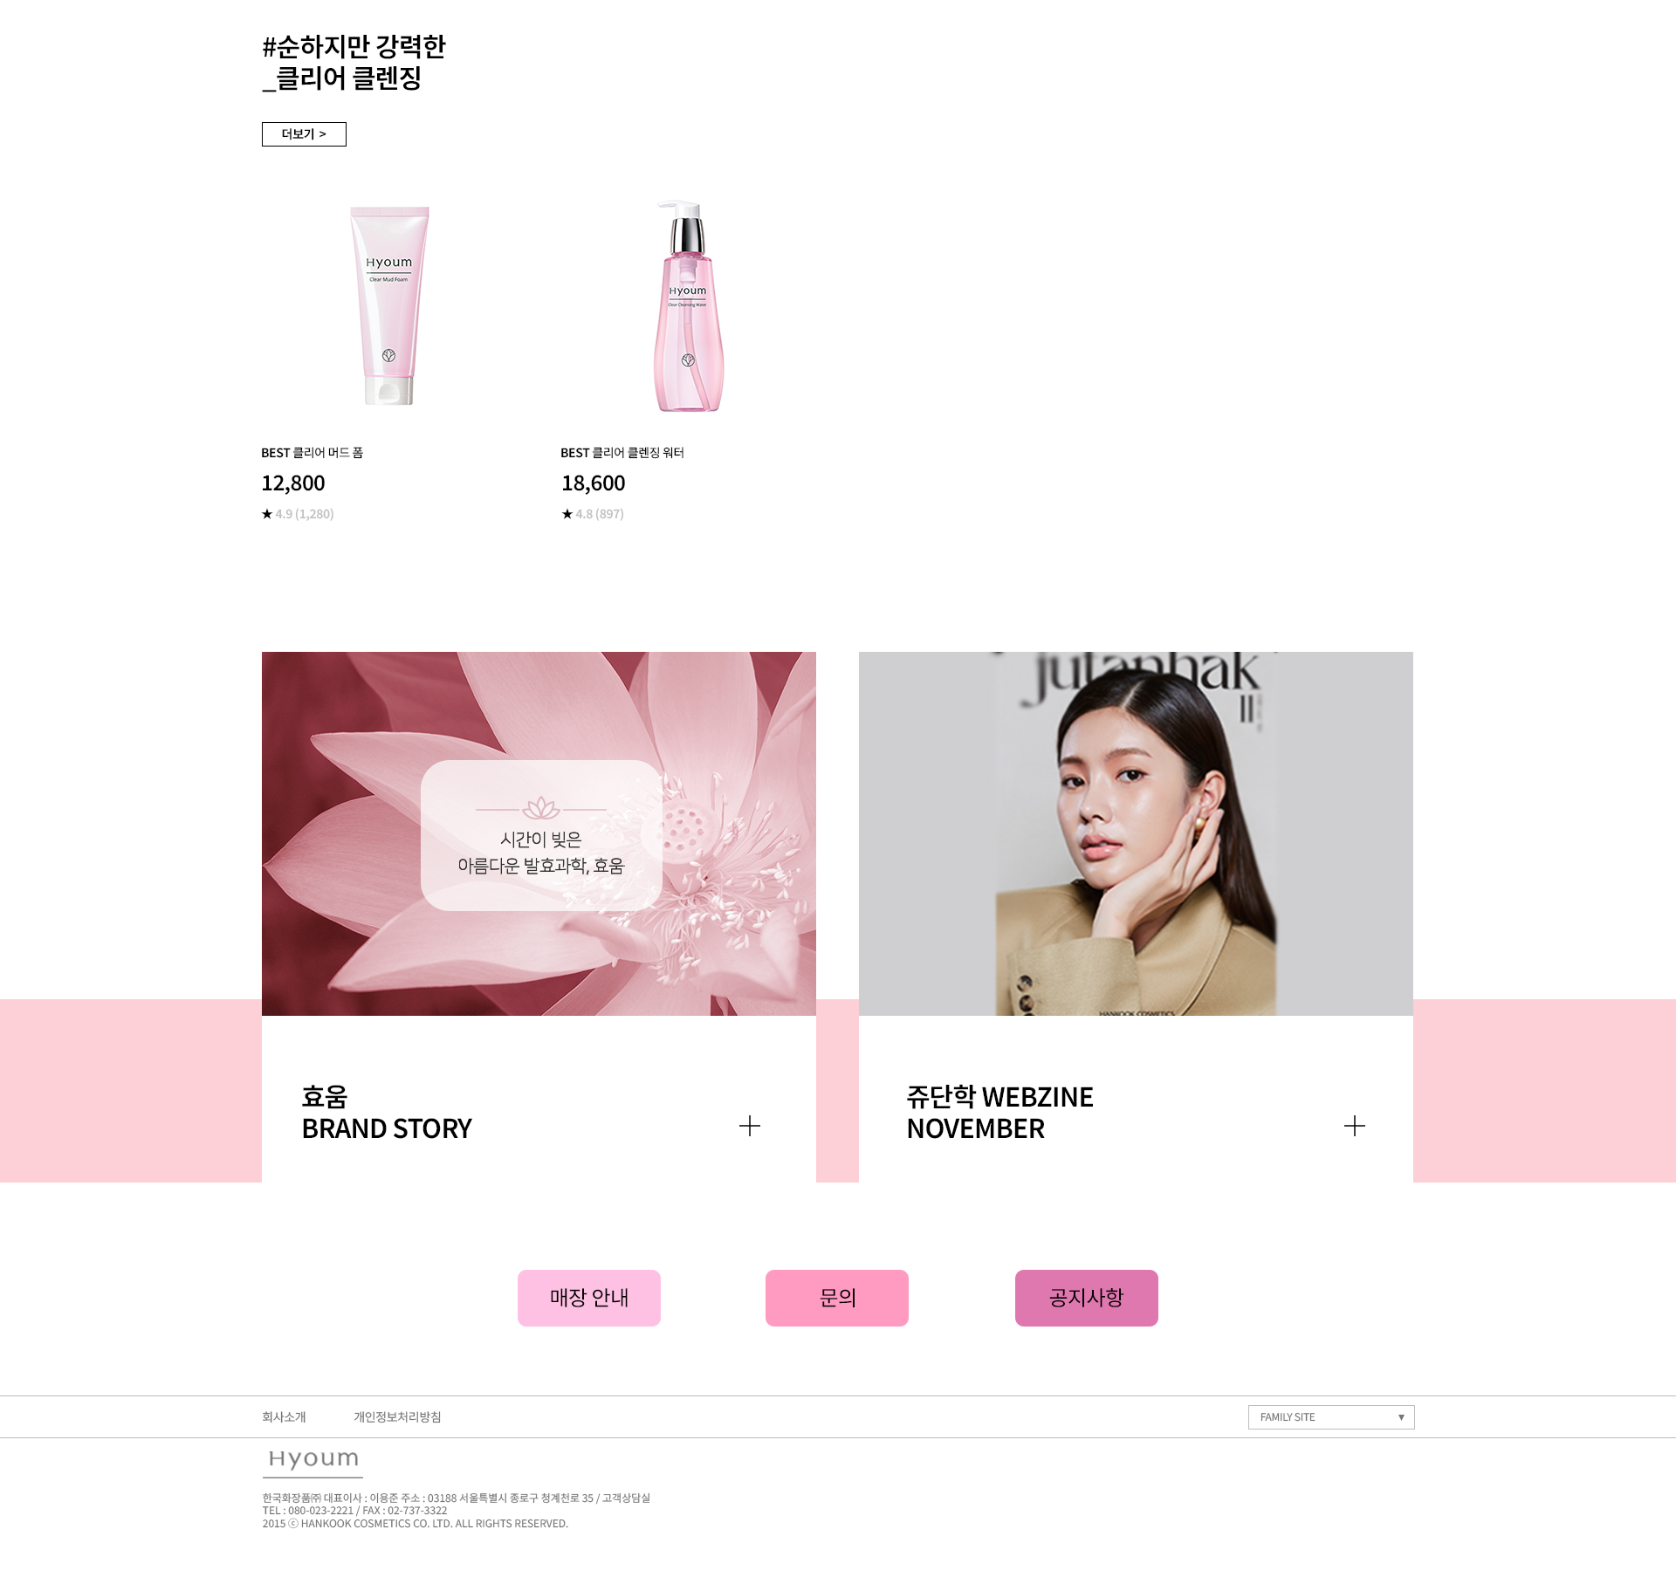 #순하지만 강력한
_클리어 클렌징
더보기 >
Hyoum
Clear Mud Foam
Hyoum
Clear Cleansing Water
BEST 클리어 머드 폼
12,800
★ 4.9 (1,280)
BEST 클리어 클렌징 워터
18,600
★ 4.8 (897)
시간이 빚은
아름다운 발효과학, 효움
jutanhak
11
HANKOOK COSMETICS
효움
BRAND STORY
쥬단학 WEBZINE
NOVEMBER
매장 안내
문의
공지사항
회사소개
개인정보처리방침
FAMILY SITE ▼
Hyoum
한국화장품㈜ 대표이사 : 이용준 주소 : 03188 서울특별시 종로구 청계천로 35 / 고객상담실
TEL : 080-023-2221 / FAX : 02-737-3322
2015 ⓒ HANKOOK COSMETICS CO. LTD. ALL RIGHTS RESERVED.